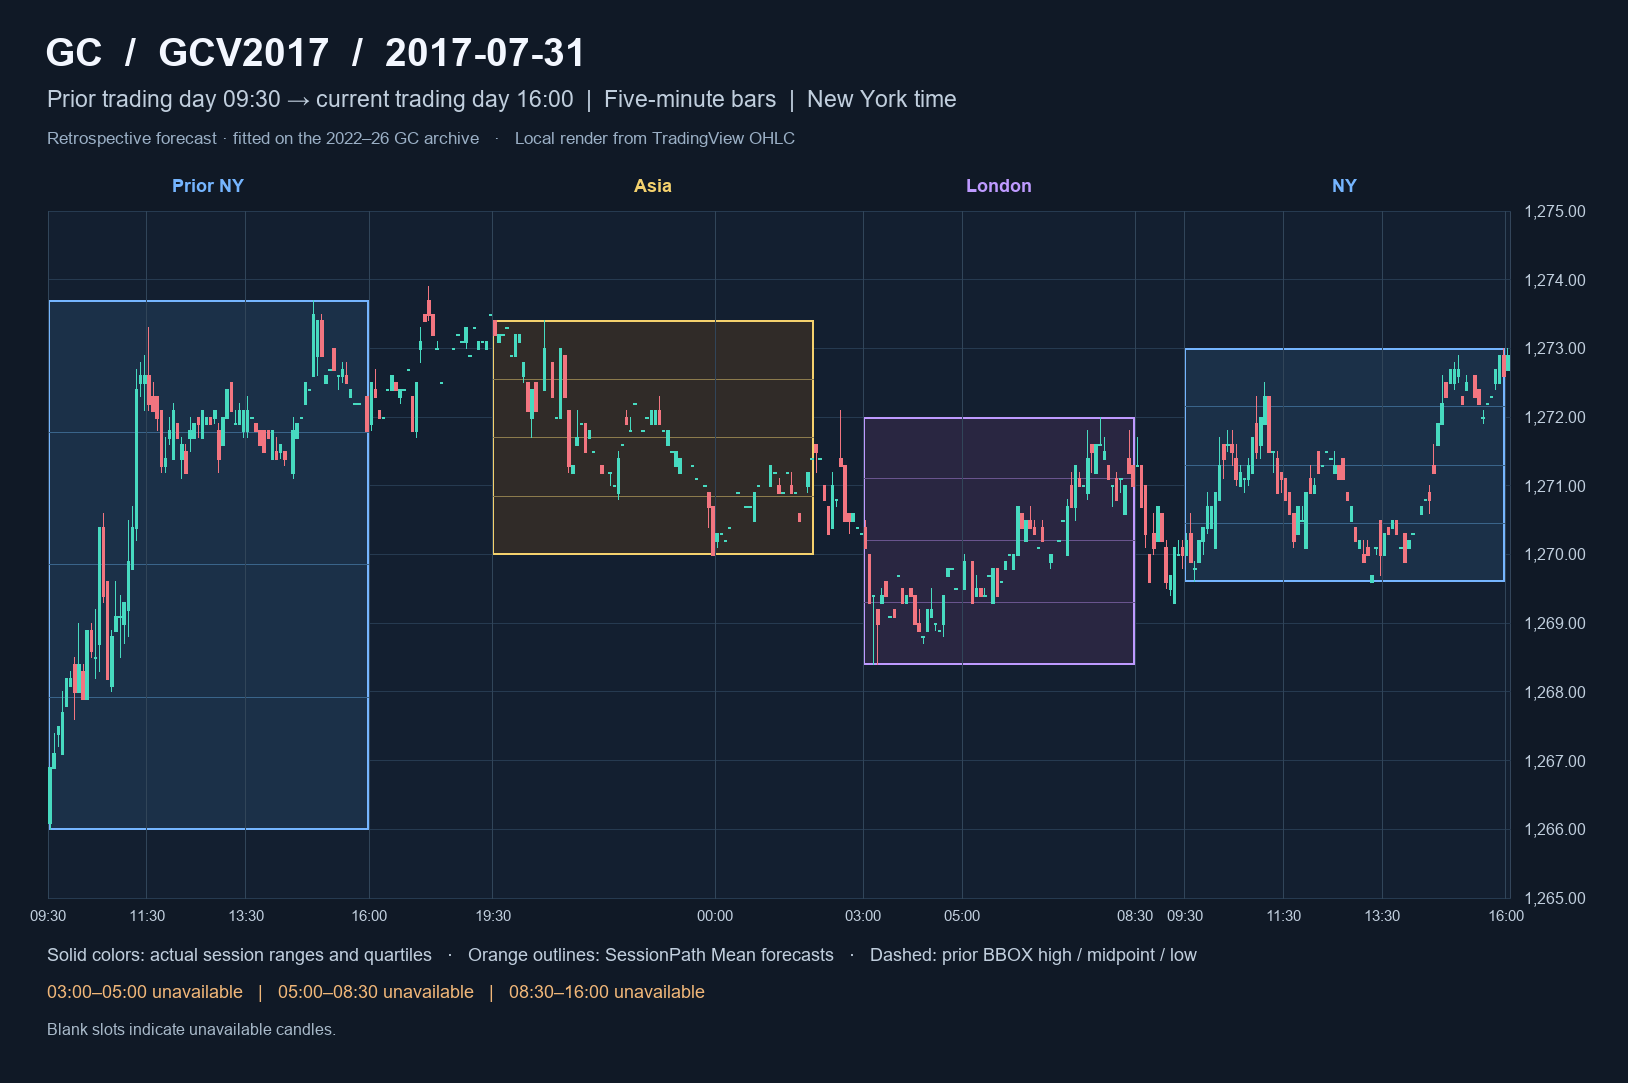 GC / GCV2017 / 2017-07-31
Prior trading day 09:30 → current trading day 16:00 | Five-minute bars | New York time
Retrospective forecast · fitted on the 2022–26 GC archive · Local render from TradingView OHLC
Prior NY Asia London NY
1,275.00
1,274.00
1,273.00
1,272.00
1,271.00
1,270.00
1,269.00
1,268.00
1,267.00
1,266.00
1,265.00
09:30 11:30 13:30 16:00 19:30 00:00 03:00 05:00 08:30 09:30 11:30 13:30 16:00
Solid colors: actual session ranges and quartiles · Orange outlines: SessionPath Mean forecasts · Dashed: prior BBOX high / midpoint / low
03:00–05:00 unavailable | 05:00–08:30 unavailable | 08:30–16:00 unavailable
Blank slots indicate unavailable candles.